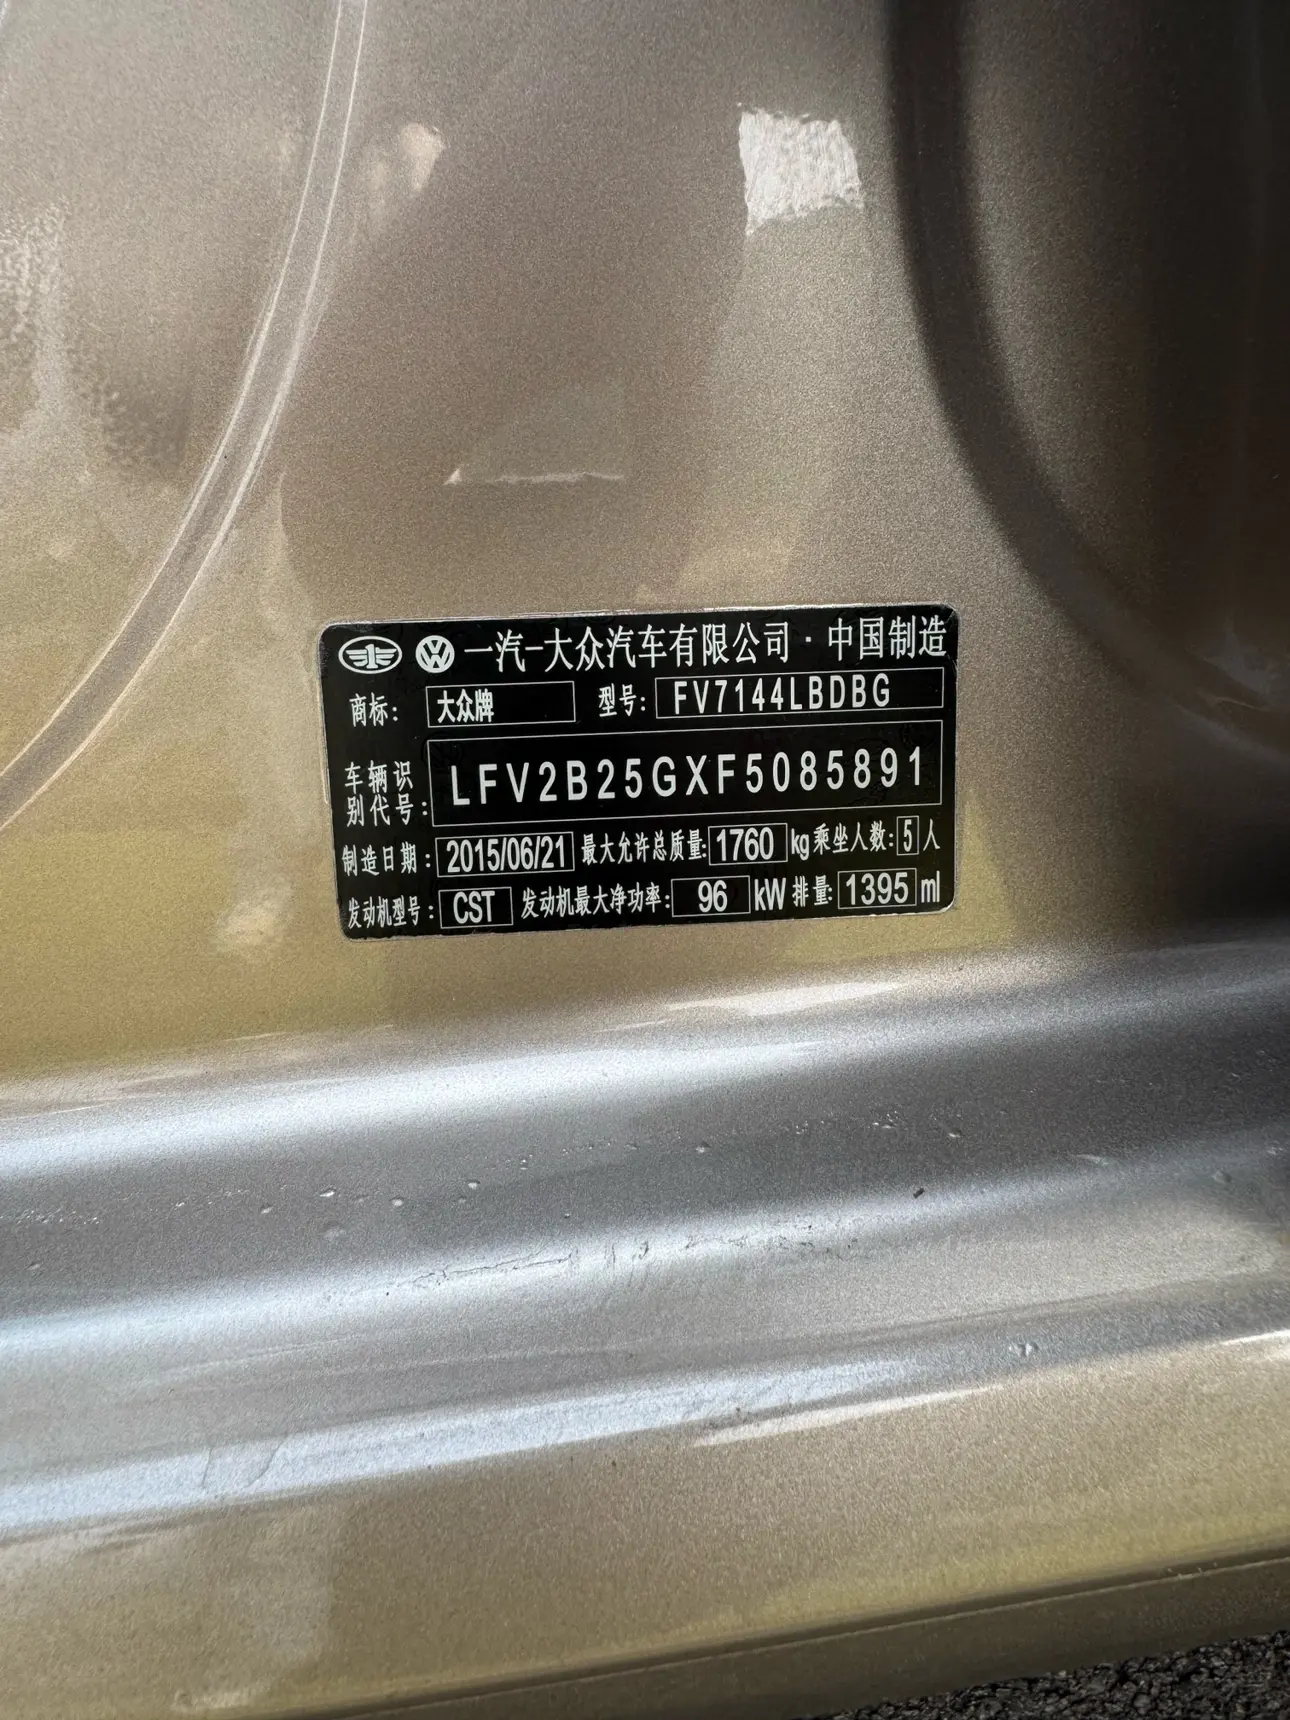 一汽-大众汽车有限公司·中国制造
商标: 大众牌 型号: FV7144LBDBG
车辆识别代号: LFV2B25GXF5085891
制造日期: 2015/06/21 最大允许总质量: 1760 kg 乘坐人数: 5 人
发动机型号: CST 发动机最大净功率: 96 kW 排量: 1395 ml